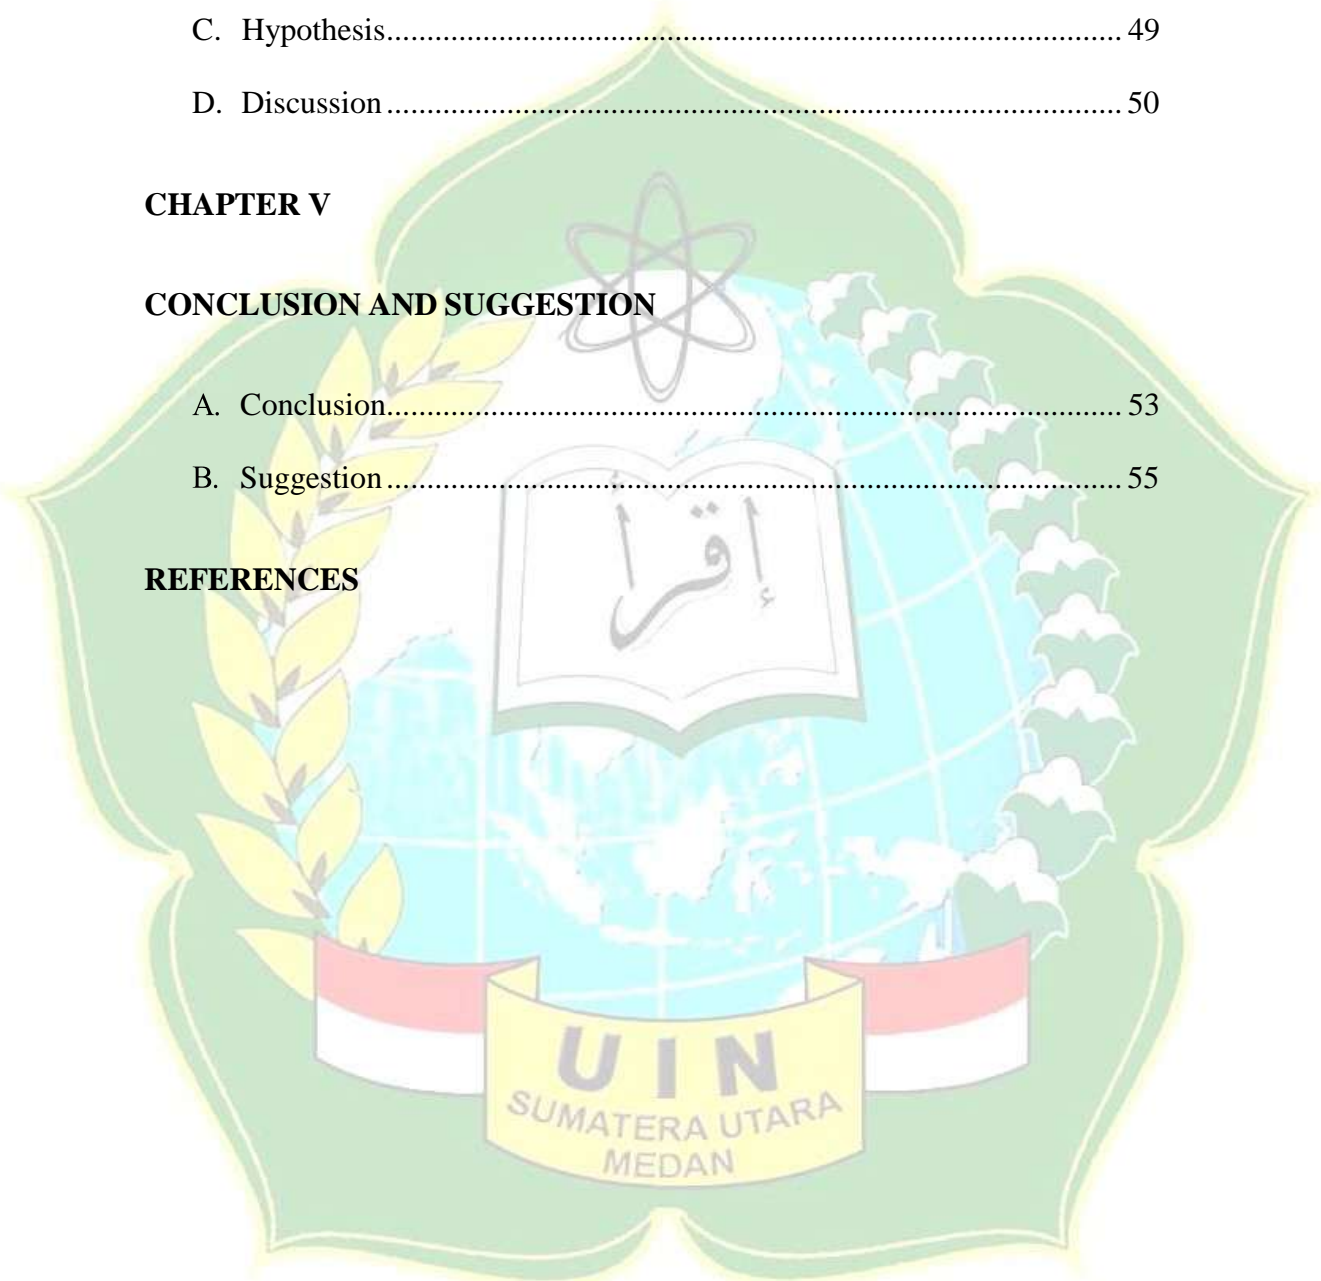 C. Hypothesis........................................................................................... 49
D. Discussion........................................................................................... 50
CHAPTER V
CONCLUSION AND SUGGESTION
A. Conclusion........................................................................................... 53
B. Suggestion........................................................................................... 55
إقرأ
REFERENCES
UIN
SUMATERA UTARA
MEDAN